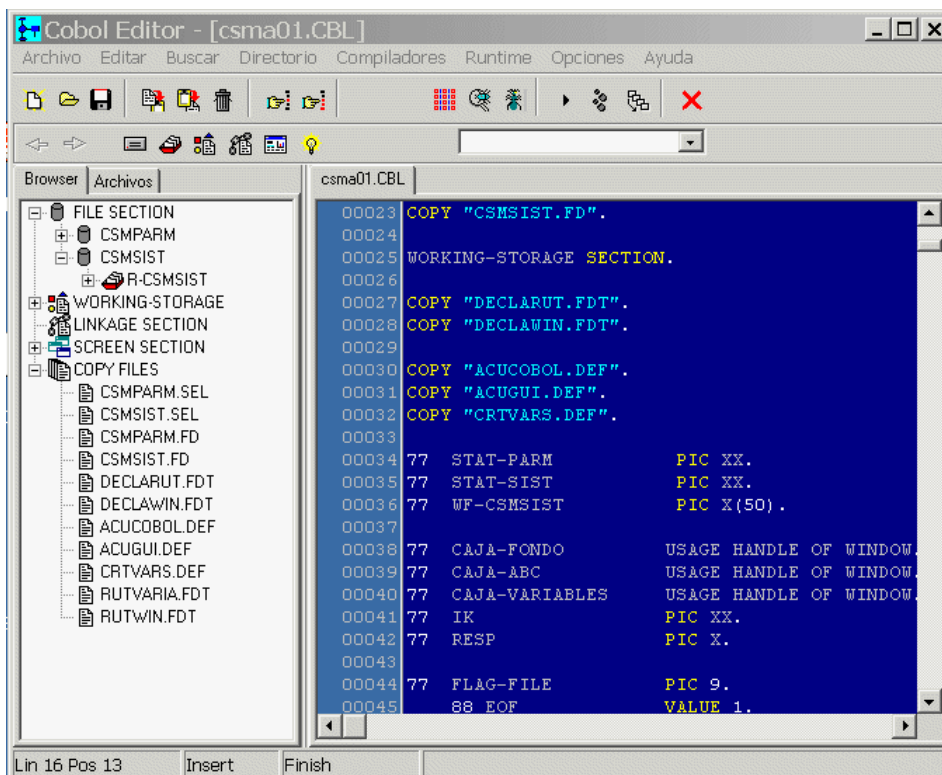 Cobol Editor - [csma01.CBL]
Archivo Editar Buscar Directorio Compiladores Runtime Opciones Ayuda
Browser Archivos
FILE SECTION
CSMPARM
CSMSIST
R-CSMSIST
WORKING-STORAGE
LINKAGE SECTION
SCREEN SECTION
COPY FILES
CSMPARM.SEL
CSMSIST.SEL
CSMPARM.FD
CSMSIST.FD
DECLARUT.FDT
DECLAWIN.FDT
ACUCOBOL.DEF
ACUGUI.DEF
CRTVARS.DEF
RUTVARIA.FDT
RUTWIN.FDT
csma01.CBL
00023 COPY "CSMSIST.FD".
00024
00025 WORKING-STORAGE SECTION.
00026
00027 COPY "DECLARUT.FDT".
00028 COPY "DECLAWIN.FDT".
00029
00030 COPY "ACUCOBOL.DEF".
00031 COPY "ACUGUI.DEF".
00032 COPY "CRTVARS.DEF".
00033
00034 77 STAT-PARM PIC XX.
00035 77 STAT-SIST PIC XX.
00036 77 WF-CSMSIST PIC X(50).
00037
00038 77 CAJA-FONDO USAGE HANDLE OF WINDOW.
00039 77 CAJA-ABC USAGE HANDLE OF WINDOW.
00040 77 CAJA-VARIABLES USAGE HANDLE OF WINDOW.
00041 77 IK PIC XX.
00042 77 RESP PIC X.
00043
00044 77 FLAG-FILE PIC 9.
00045 88 EOF VALUE 1.
Lin 16 Pos 13 Insert Finish